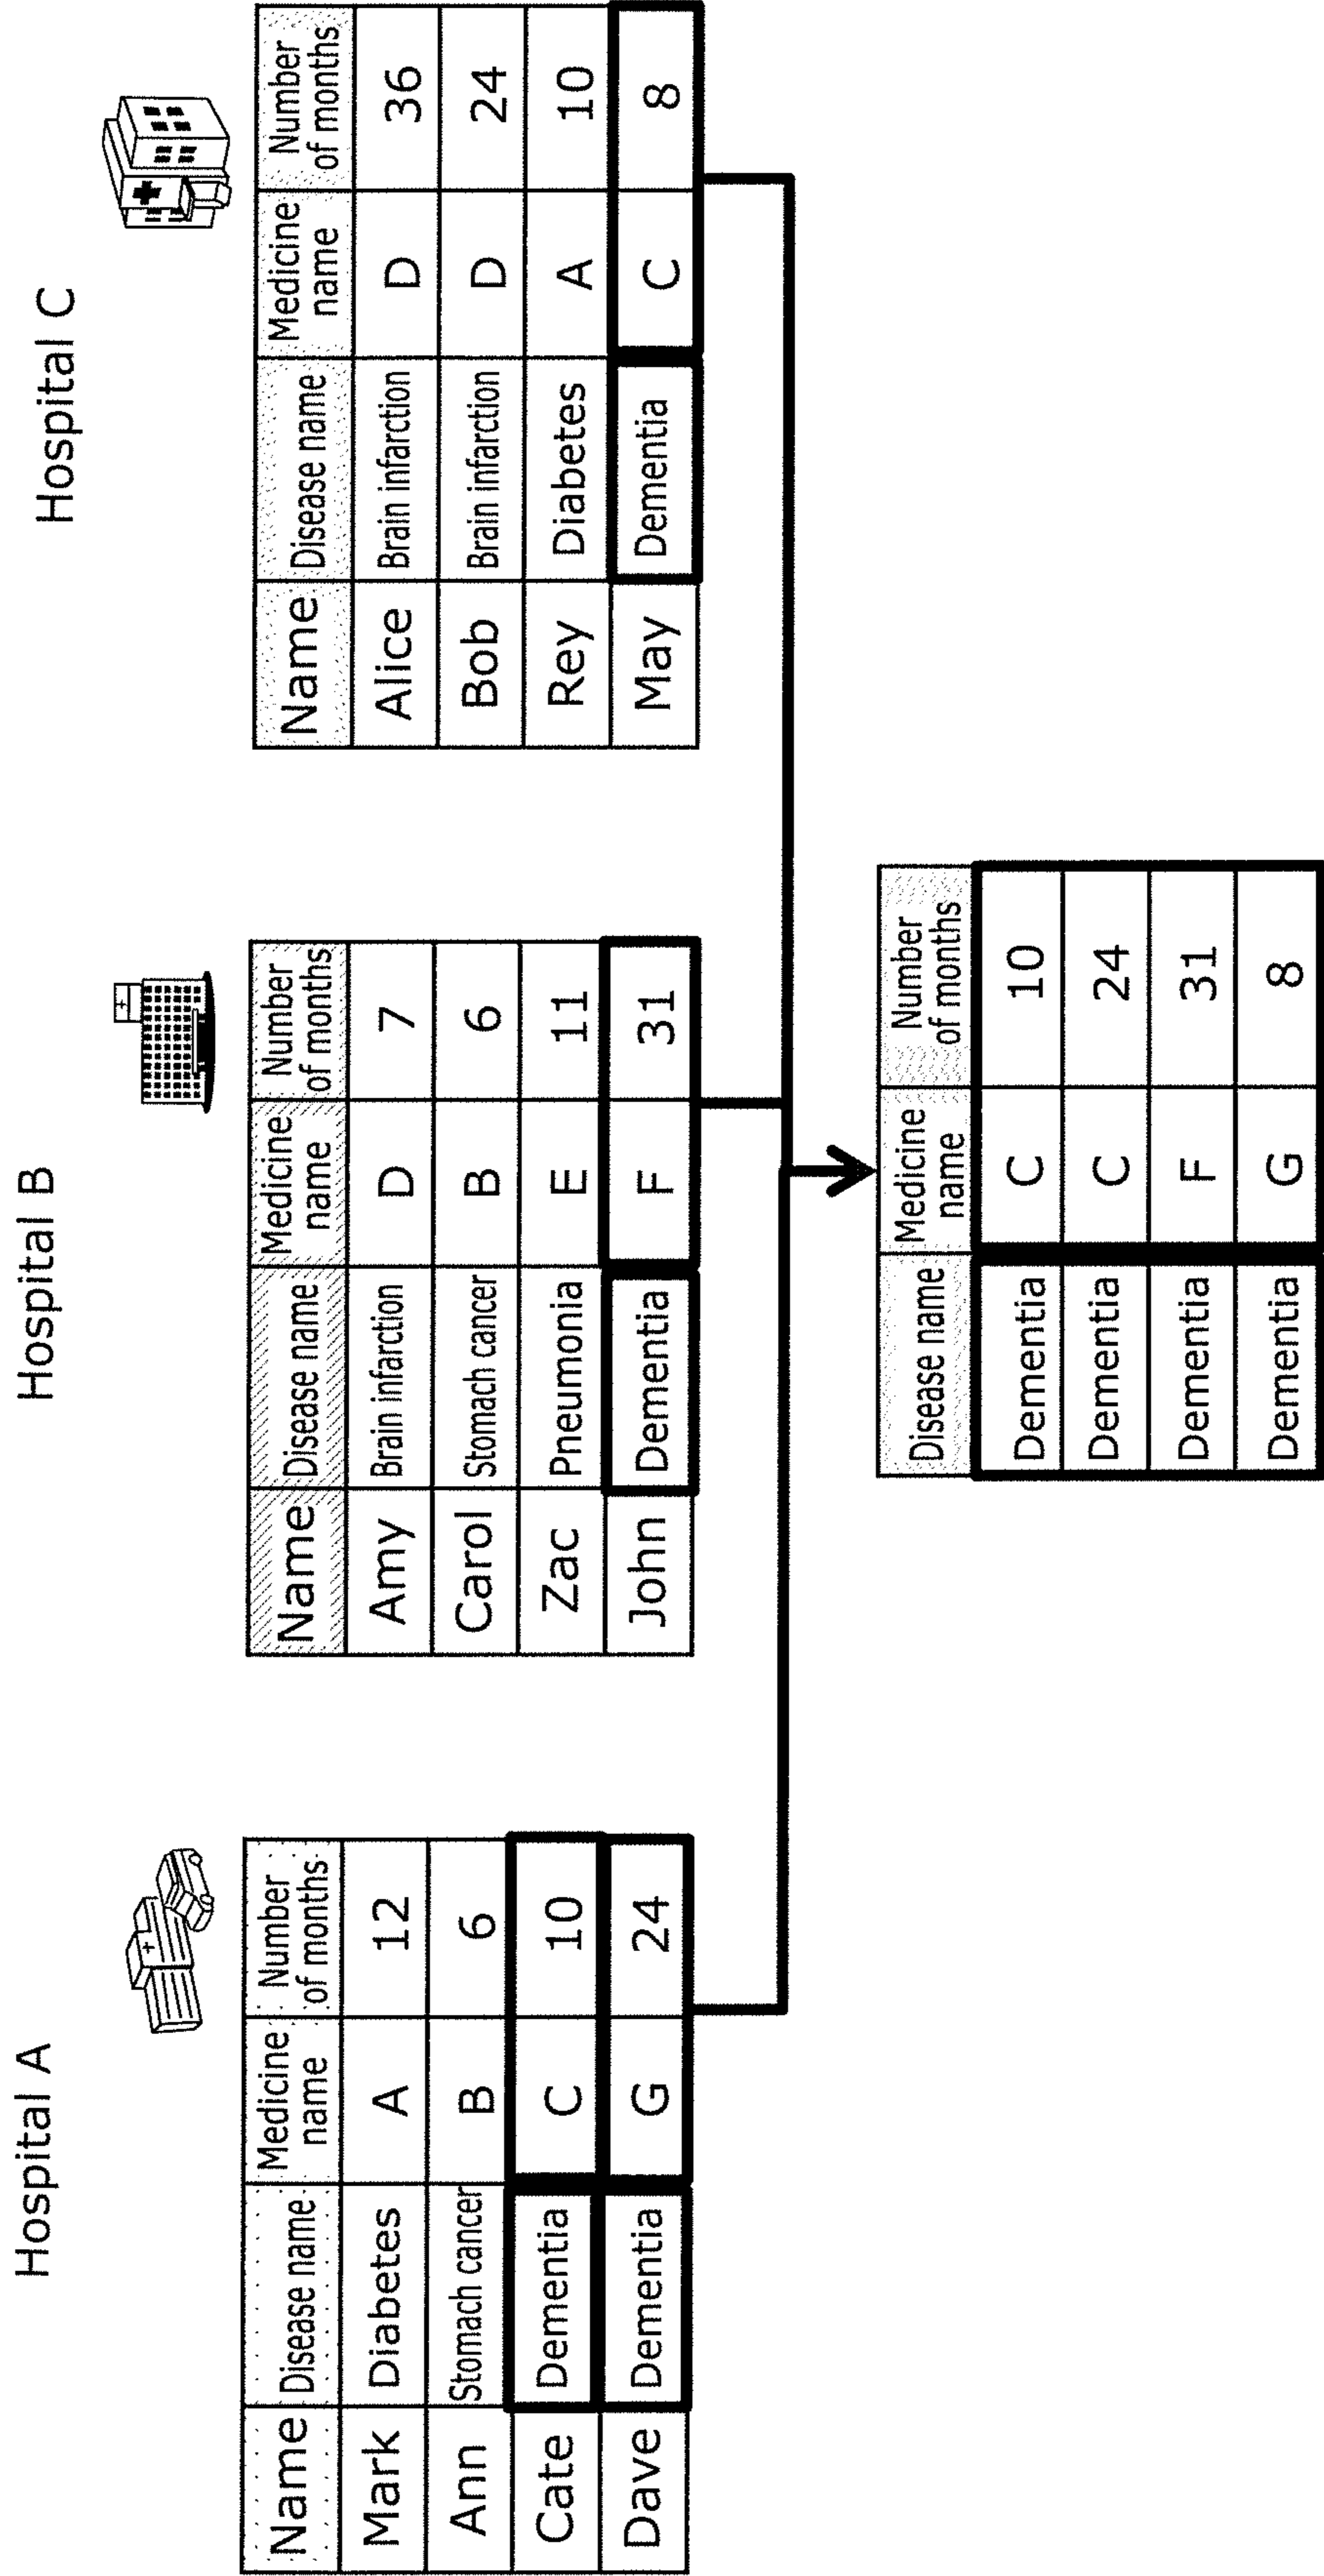 Hospital A
Name Disease name Medicine name Number of months
Mark Diabetes A 12
Ann Stomach cancer B 6
Cate Dementia C 10
Dave Dementia G 24
Hospital B
Name Disease name Medicine name Number of months
Amy Brain infarction D 7
Carol Stomach cancer B 6
Zac Pneumonia E 11
John Dementia F 31
Hospital C
Name Disease name Medicine name Number of months
Alice Brain infarction D 36
Bob Brain infarction D 24
Rey Diabetes A 10
May Dementia C 8
Disease name Medicine name Number of months
Dementia C 10
Dementia C 24
Dementia F 31
Dementia G 8